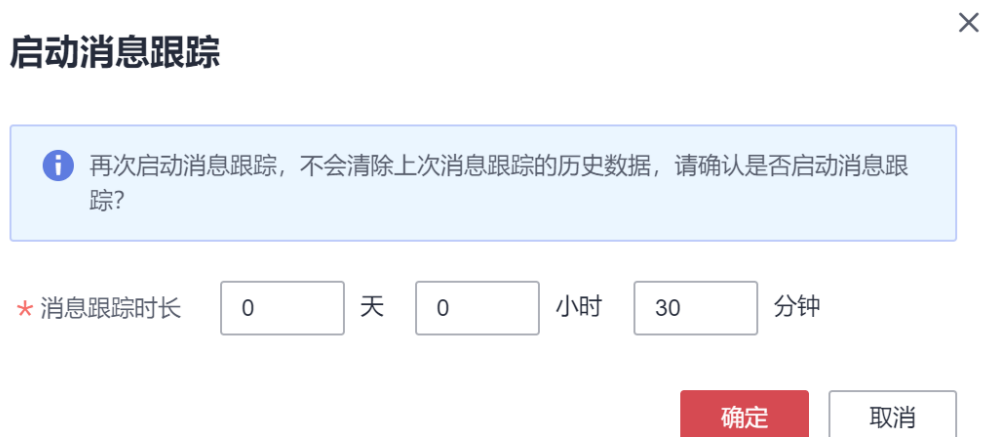 启动消息跟踪
再次启动消息跟踪，不会清除上次消息跟踪的历史数据，请确认是否启动消息跟
踪？
* 消息跟踪时长 0 天 0 小时 30 分钟
确定 取消